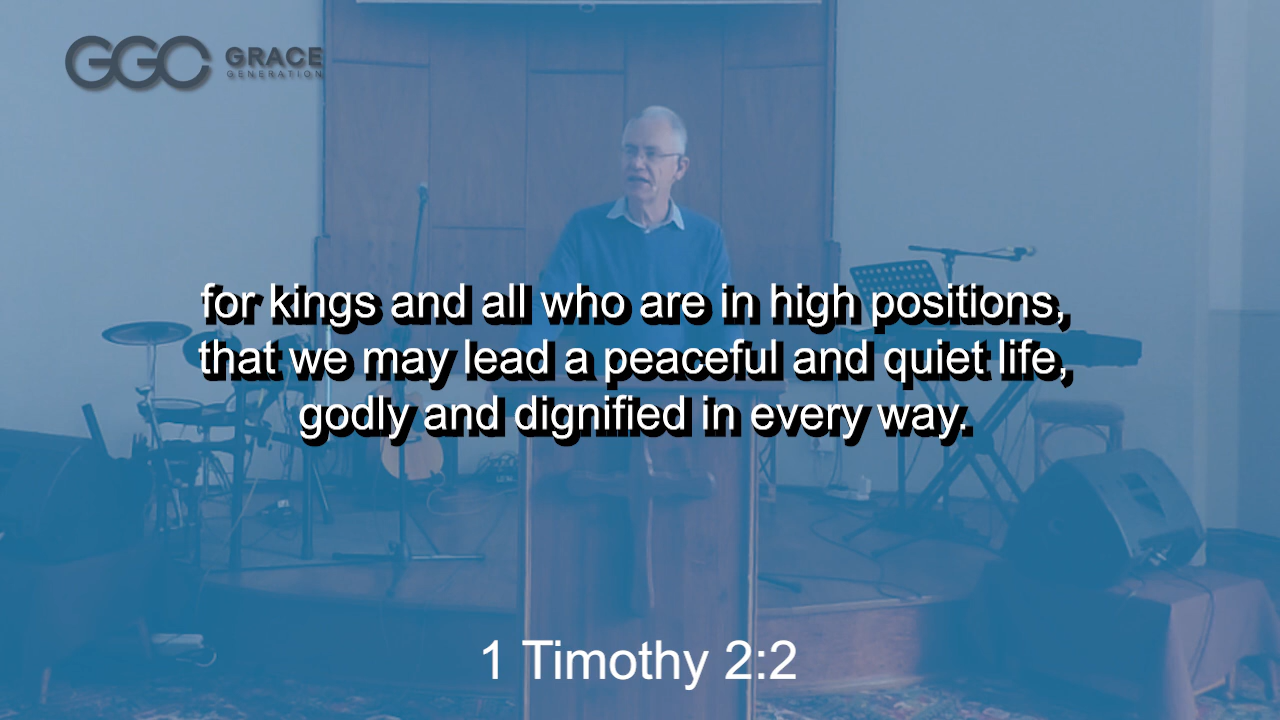 GGC GRACE
GENERATION
for kings and all who are in high positions,
that we may lead a peaceful and quiet life,
godly and dignified in every way.
1 Timothy 2:2